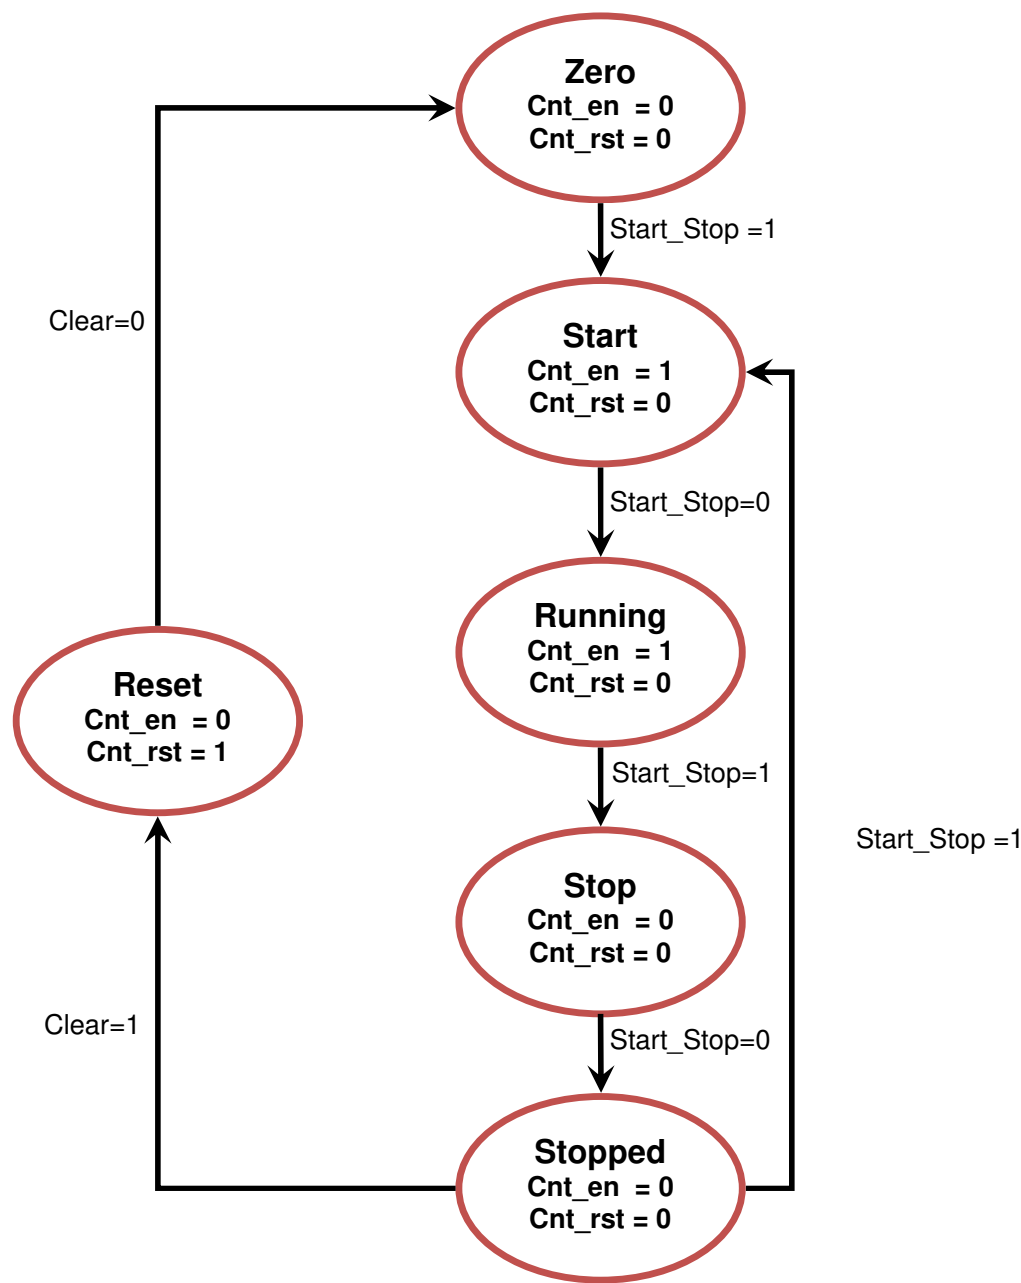 Zero
Cnt_en  = 0
Cnt_rst = 0
Start_Stop =1
Clear=0
Start
Cnt_en  = 1
Cnt_rst = 0
Start_Stop=0
Running
Cnt_en  = 1
Cnt_rst = 0
Reset
Cnt_en  = 0
Cnt_rst = 1
Start_Stop=1
Start_Stop =1
Stop
Cnt_en  = 0
Cnt_rst = 0
Clear=1
Start_Stop=0
Stopped
Cnt_en  = 0
Cnt_rst = 0